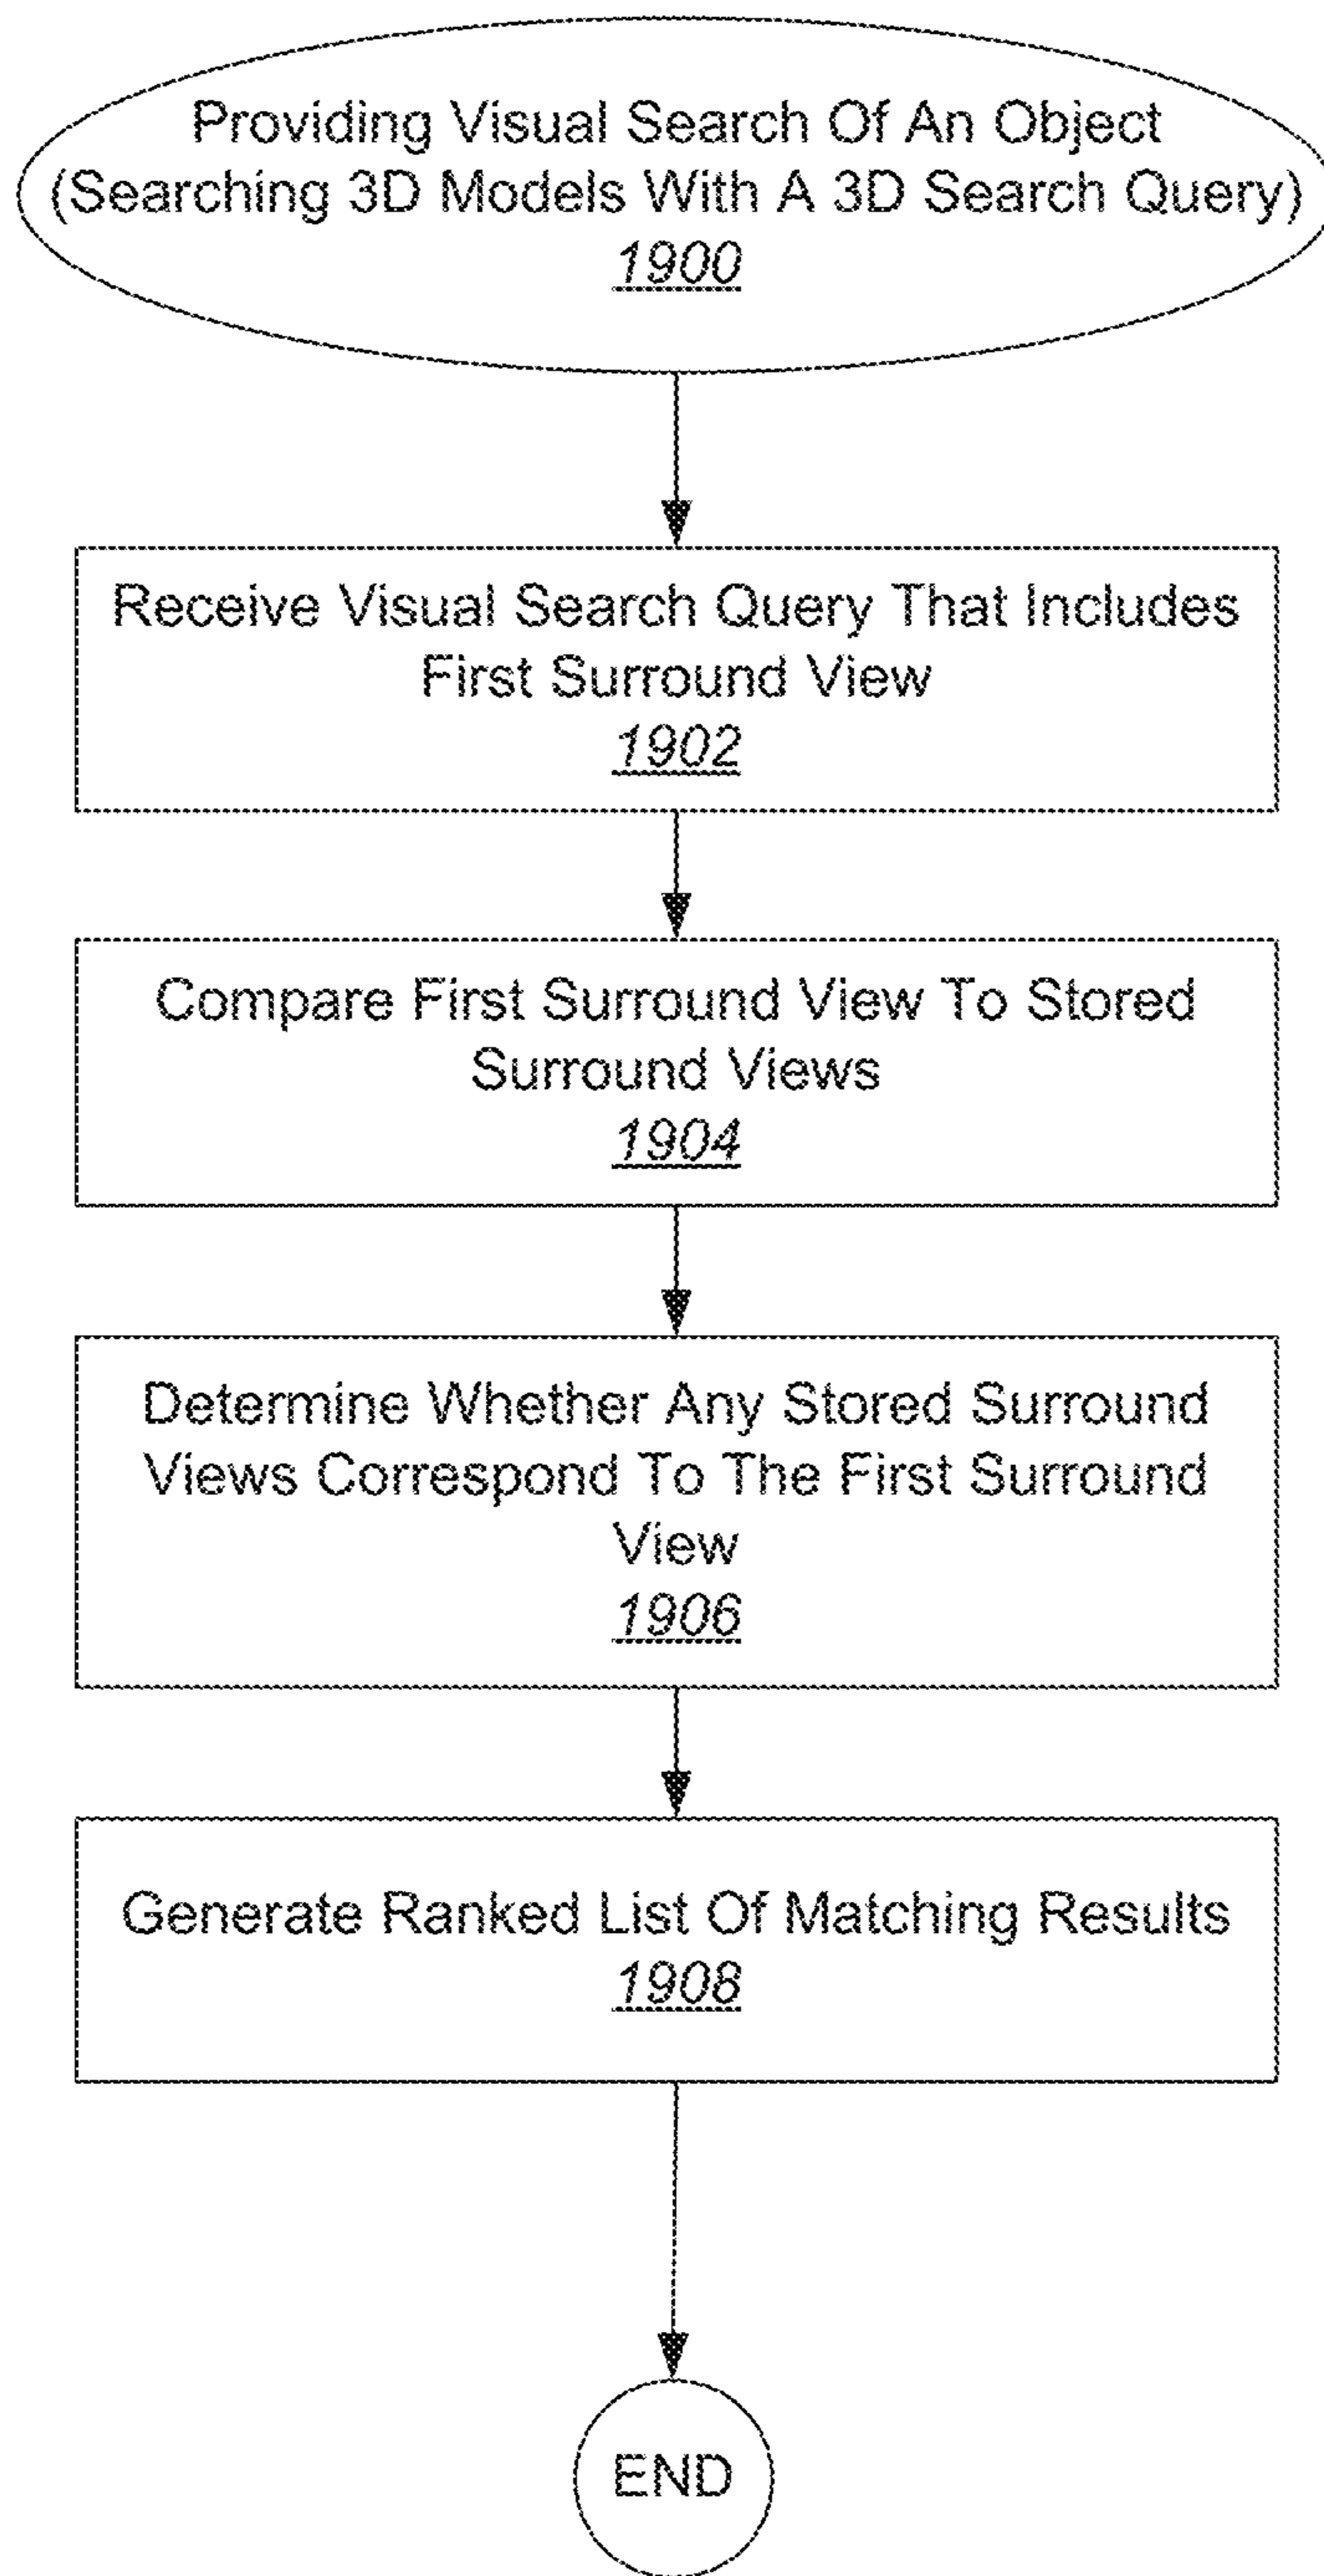 Providing Visual Search Of An Object
(Searching 3D Models With A 3D Search Query)
1900
Receive Visual Search Query That Includes
First Surround View
1902
Compare First Surround View To Stored
Surround Views
1904
Determine Whether Any Stored Surround
Views Correspond To The First Surround
View
1906
Generate Ranked List Of Matching Results
1908
END